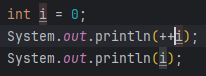 int i = 0;
System.out.println(++i);
System.out.println(i);